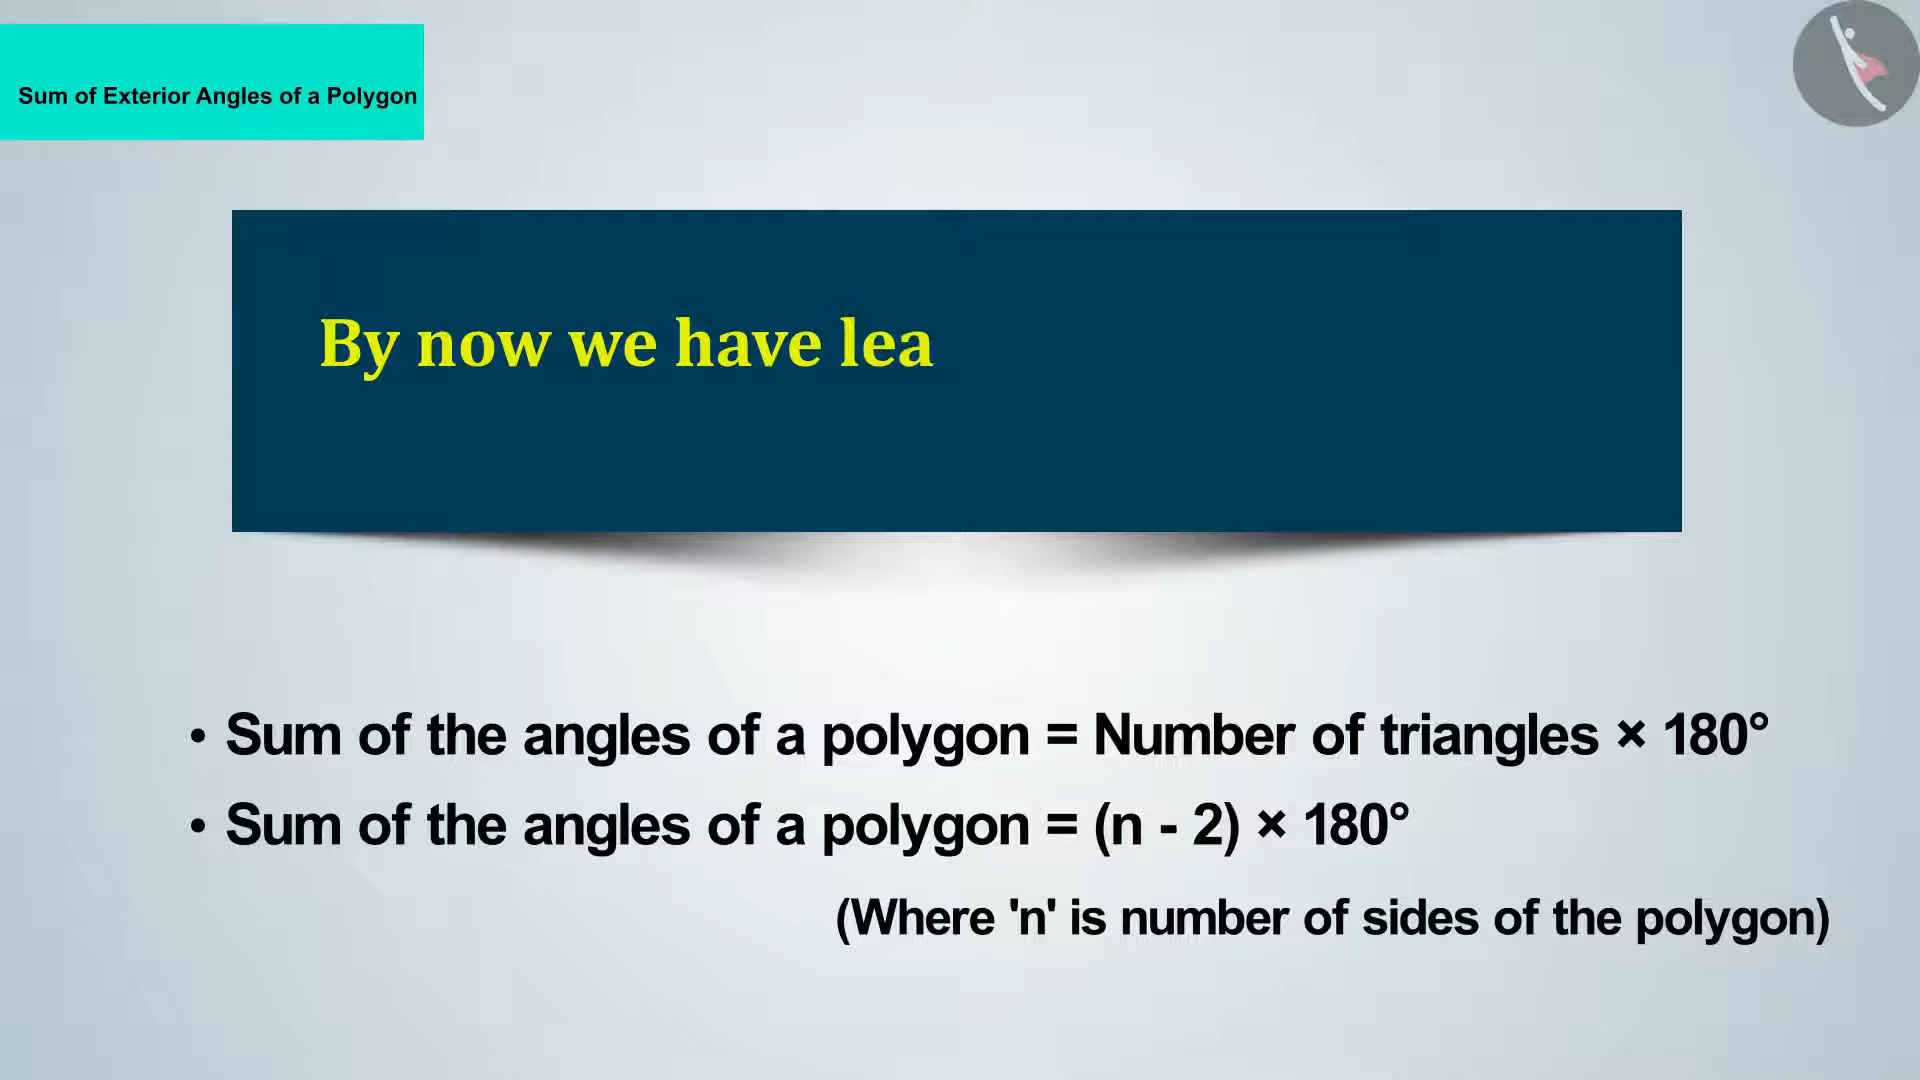 Sum of Exterior Angles of a Polygon
By now we have lea
• Sum of the angles of a polygon = Number of triangles × 180°
• Sum of the angles of a polygon = (n - 2) × 180°
(Where 'n' is number of sides of the polygon)